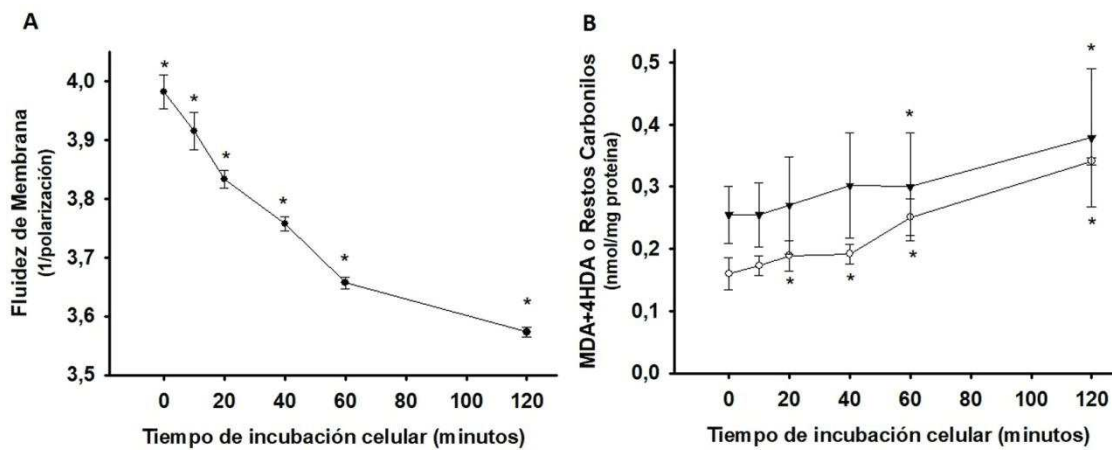 A
Fluidez de Membrana
(1/polarización)
4,0
3,9
3,8
3,7
3,6
3,5
* * * * * *
0 20 40 60 80 100 120
Tiempo de incubación celular (minutos)
B
MDA+4HDA o Restos Carbonilos
(nmol/mg proteína)
0,5
0,4
0,3
0,2
0,1
0,0
* *
* * * *
0 20 40 60 80 100 120
Tiempo de incubación celular (minutos)